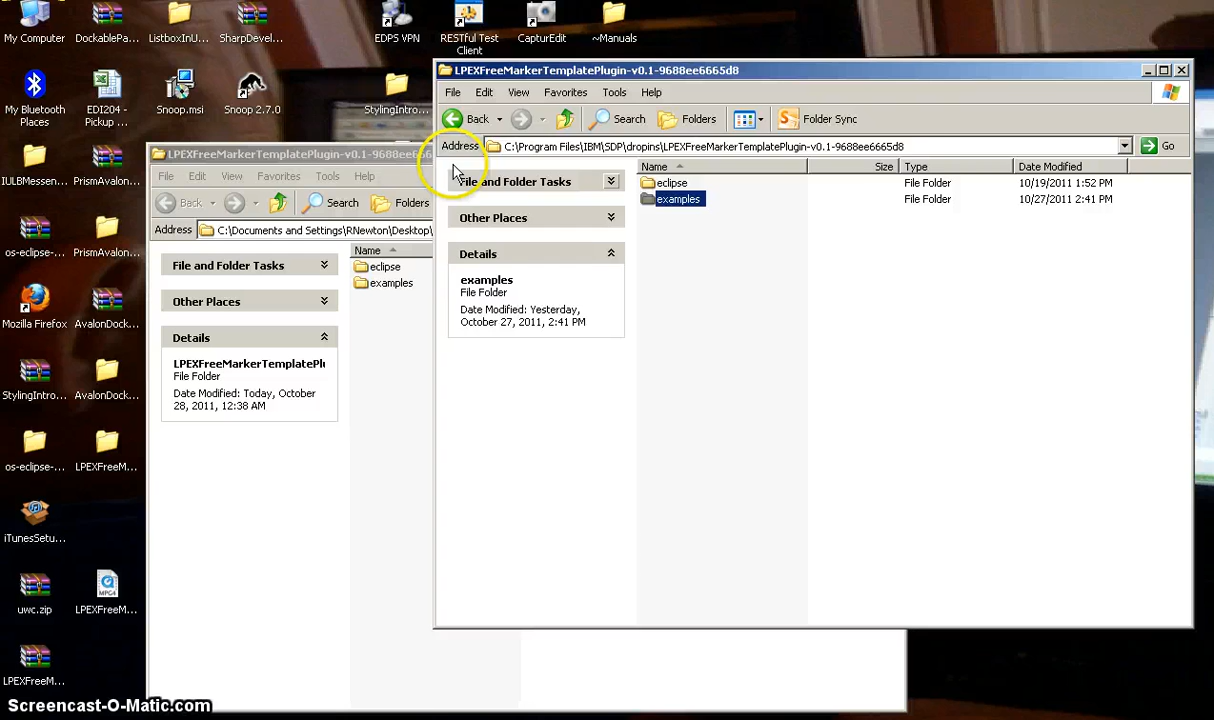 My Computer
DockablePa...
ListboxInU...
SharpDevel...
EDPS VPN
RESTful Test
Client
CapturEdit
~Manuals
My Bluetooth
Places
EDI204 -
Pickup ...
Snoop.msi
Snoop 2.7.0
StylingIntro...
IULBMessen...
PrismAvalon...
os-eclipse-...
PrismAvalon...
Mozilla Firefox
AvalonDock...
StylingIntro...
AvalonDock...
os-eclipse-...
LPEXFreeM...
iTunesSetu...
uwc.zip
LPEXFreeM...
LPEXFreeM...
LPEXFreeMarkerTemplatePlugin-v0.1-9688ee6665d8
File Edit View Favorites Tools Help
Back Search Folders Folder Sync
Address C:\Program Files\IBM\SDP\dropins\LPEXFreeMarkerTemplatePlugin-v0.1-9688ee6665d8 Go
File and Folder Tasks
Other Places
Details
examples
File Folder
Date Modified: Yesterday,
October 27, 2011, 2:41 PM
Name Size Type Date Modified
eclipse File Folder 10/19/2011 1:52 PM
examples File Folder 10/27/2011 2:41 PM
LPEXFreeMarkerTemplatePlugin-v0.1-9688ee66
File Edit View Favorites Tools Help
Back Search Folders
Address C:\Documents and Settings\RNewton\Desktop\
File and Folder Tasks
Other Places
Details
LPEXFreeMarkerTemplatePlu
File Folder
Date Modified: Today, October
28, 2011, 12:38 AM
Name
eclipse
examples
Screencast-O-Matic.com